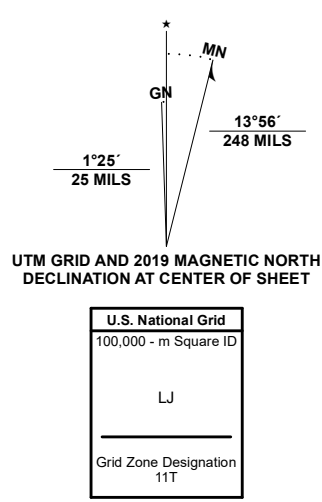 ★
MN
GN
13°56´
248 MILS
1°25´
25 MILS
UTM GRID AND 2019 MAGNETIC NORTH
DECLINATION AT CENTER OF SHEET
U.S. National Grid
100,000 - m Square ID
LJ
Grid Zone Designation
11T